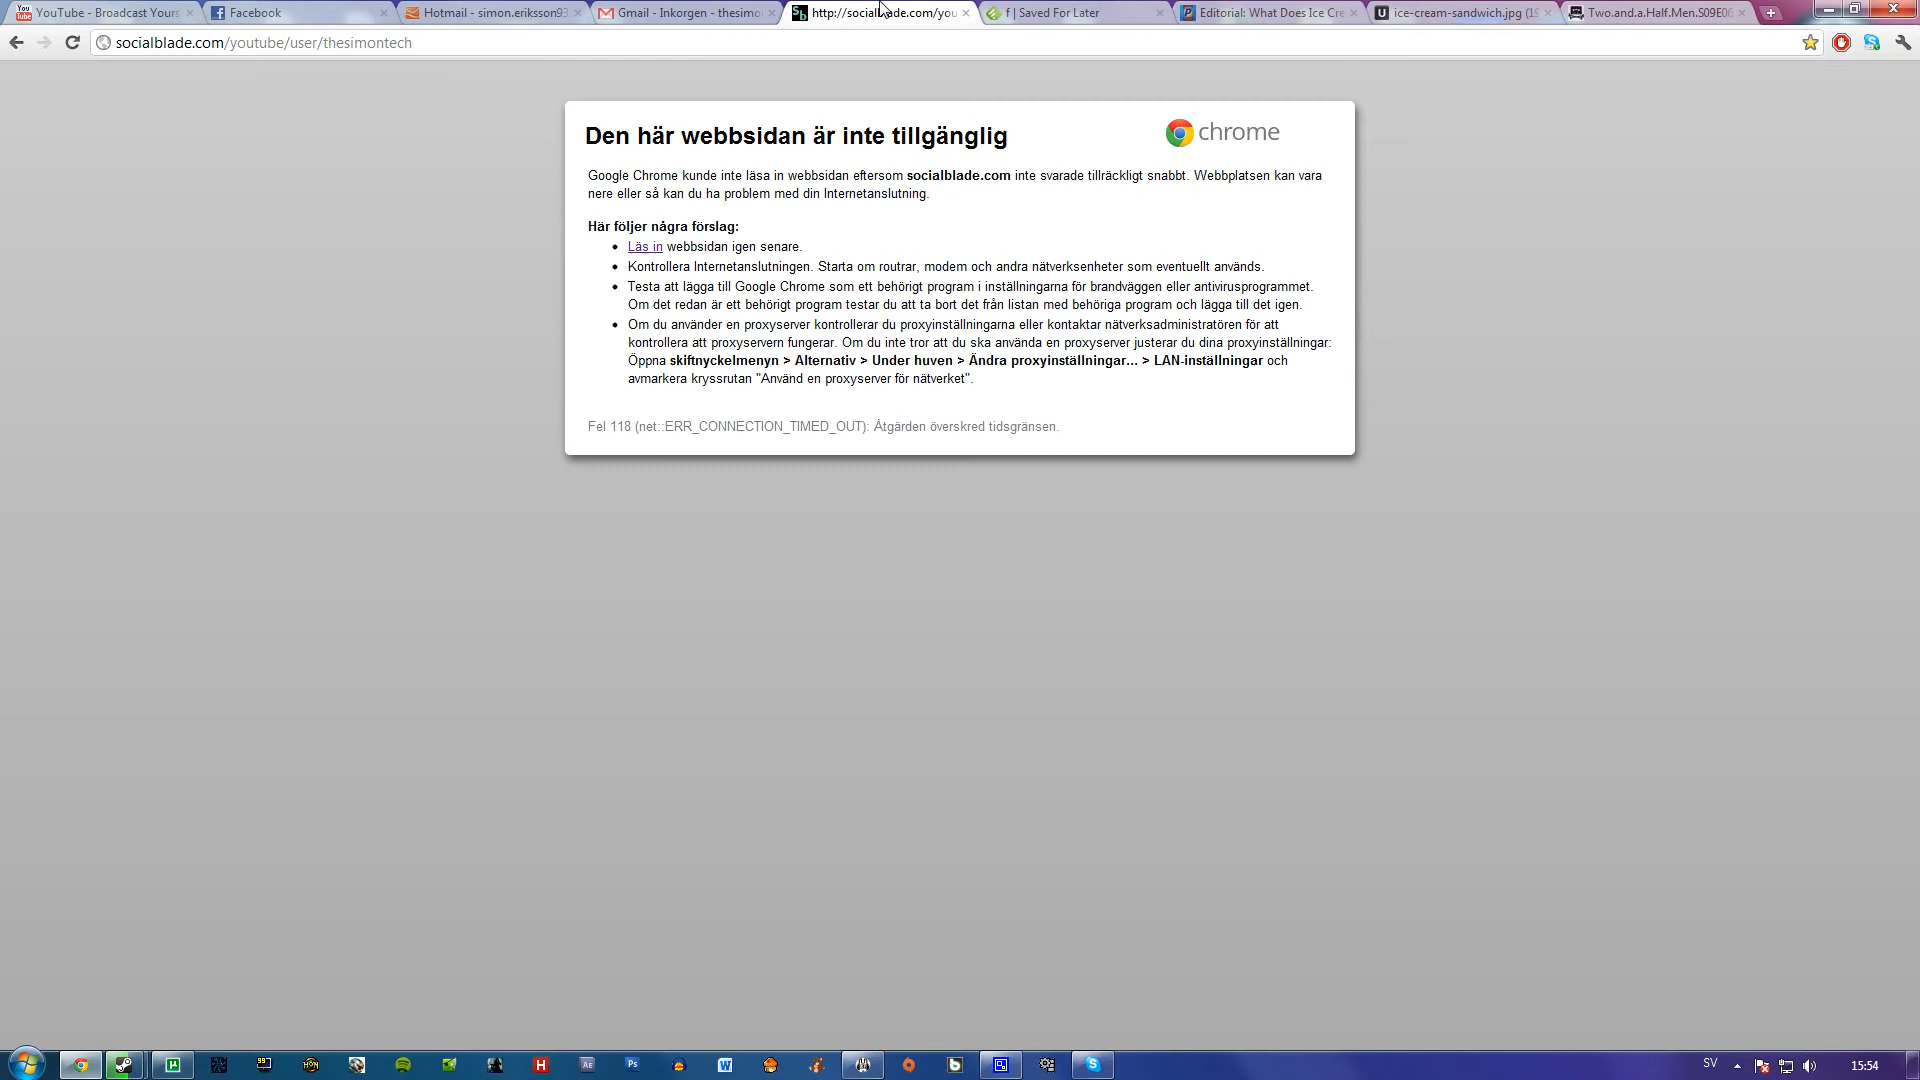 YouTube - Broadcast Yours
Facebook
Hotmail - simon.eriksson93
Gmail - Inkorgen - thesimo
http://socialblade.com/you
f | Saved For Later
Editorial: What Does Ice Cre
ice-cream-sandwich.jpg (19
Two.and.a.Half.Men.S09E06
socialblade.com/youtube/user/thesimontech
Den här webbsidan är inte tillgänglig
chrome
Google Chrome kunde inte läsa in webbsidan eftersom socialblade.com inte svarade tillräckligt snabbt. Webbplatsen kan vara
nere eller så kan du ha problem med din Internetanslutning.
Här följer några förslag:
Läs in webbsidan igen senare.
Kontrollera Internetanslutningen. Starta om routrar, modem och andra nätverksenheter som eventuellt används.
Testa att lägga till Google Chrome som ett behörigt program i inställningarna för brandväggen eller antivirusprogrammet.
Om det redan är ett behörigt program testar du att ta bort det från listan med behöriga program och lägga till det igen.
Om du använder en proxyserver kontrollerar du proxyinställningarna eller kontaktar nätverksadministratören för att
kontrollera att proxyservern fungerar. Om du inte tror att du ska använda en proxyserver justerar du dina proxyinställningar:
Öppna skiftnyckelmenyn > Alternativ > Under huven > Ändra proxyinställningar... > LAN-inställningar och
avmarkera kryssrutan "Använd en proxyserver för nätverket".
Fel 118 (net::ERR_CONNECTION_TIMED_OUT): Åtgärden överskred tidsgränsen.
SV
15:54